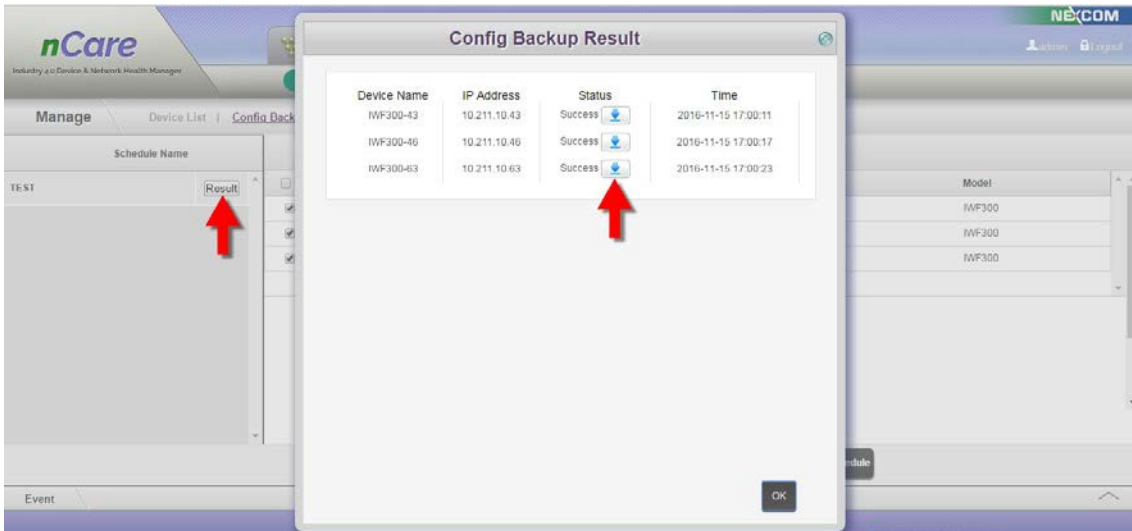 NEXCOM
nCare
Industry 4.0 Device & Network Health Manager
admin Logout
Config Backup Result
Manage
Device List | Config Back
Schedule Name
TEST
Result
Device Name IP Address Status Time
IWF300-43 10.211.10.43 Success 2016-11-15 17:00:11
IWF300-46 10.211.10.46 Success 2016-11-15 17:00:17
IWF300-63 10.211.10.63 Success 2016-11-15 17:00:23
Model
IWF300
IWF300
IWF300
edule
OK
Event